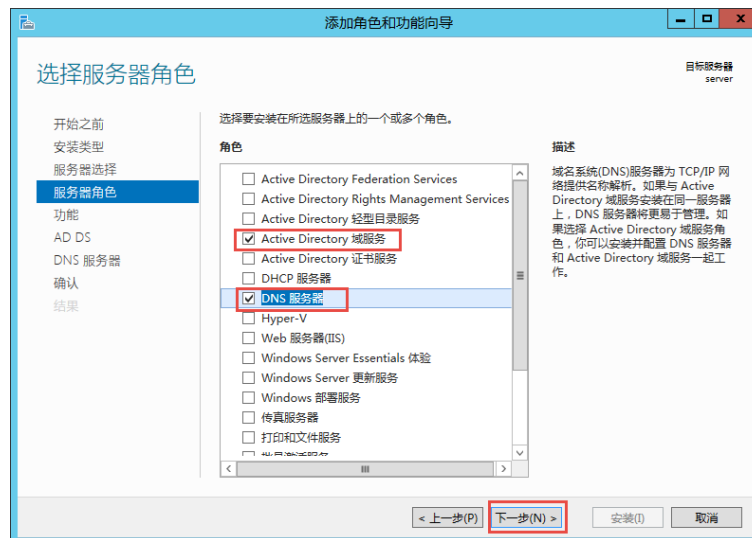 添加角色和功能向导
选择服务器角色
目标服务器
server
开始之前
安装类型
服务器选择
服务器角色
功能
AD DS
DNS 服务器
确认
结果
选择要安装在所选服务器上的一个或多个角色。
角色
Active Directory Federation Services
Active Directory Rights Management Services
Active Directory 轻型目录服务
Active Directory 域服务
Active Directory 证书服务
DHCP 服务器
DNS 服务器
Hyper-V
Web 服务器(IIS)
Windows Server Essentials 体验
Windows Server 更新服务
Windows 部署服务
传真服务器
打印和文件服务
描述
域名系统(DNS)服务器为 TCP/IP 网
络提供名称解析。如果与 Active
Directory 域服务安装在同一服务器
上，DNS 服务器将更易于管理。如
果选择 Active Directory 域服务角
色，你可以安装并配置 DNS 服务器
和 Active Directory 域服务一起工
作。
< 上一步(P)
下一步(N) >
安装(I)
取消